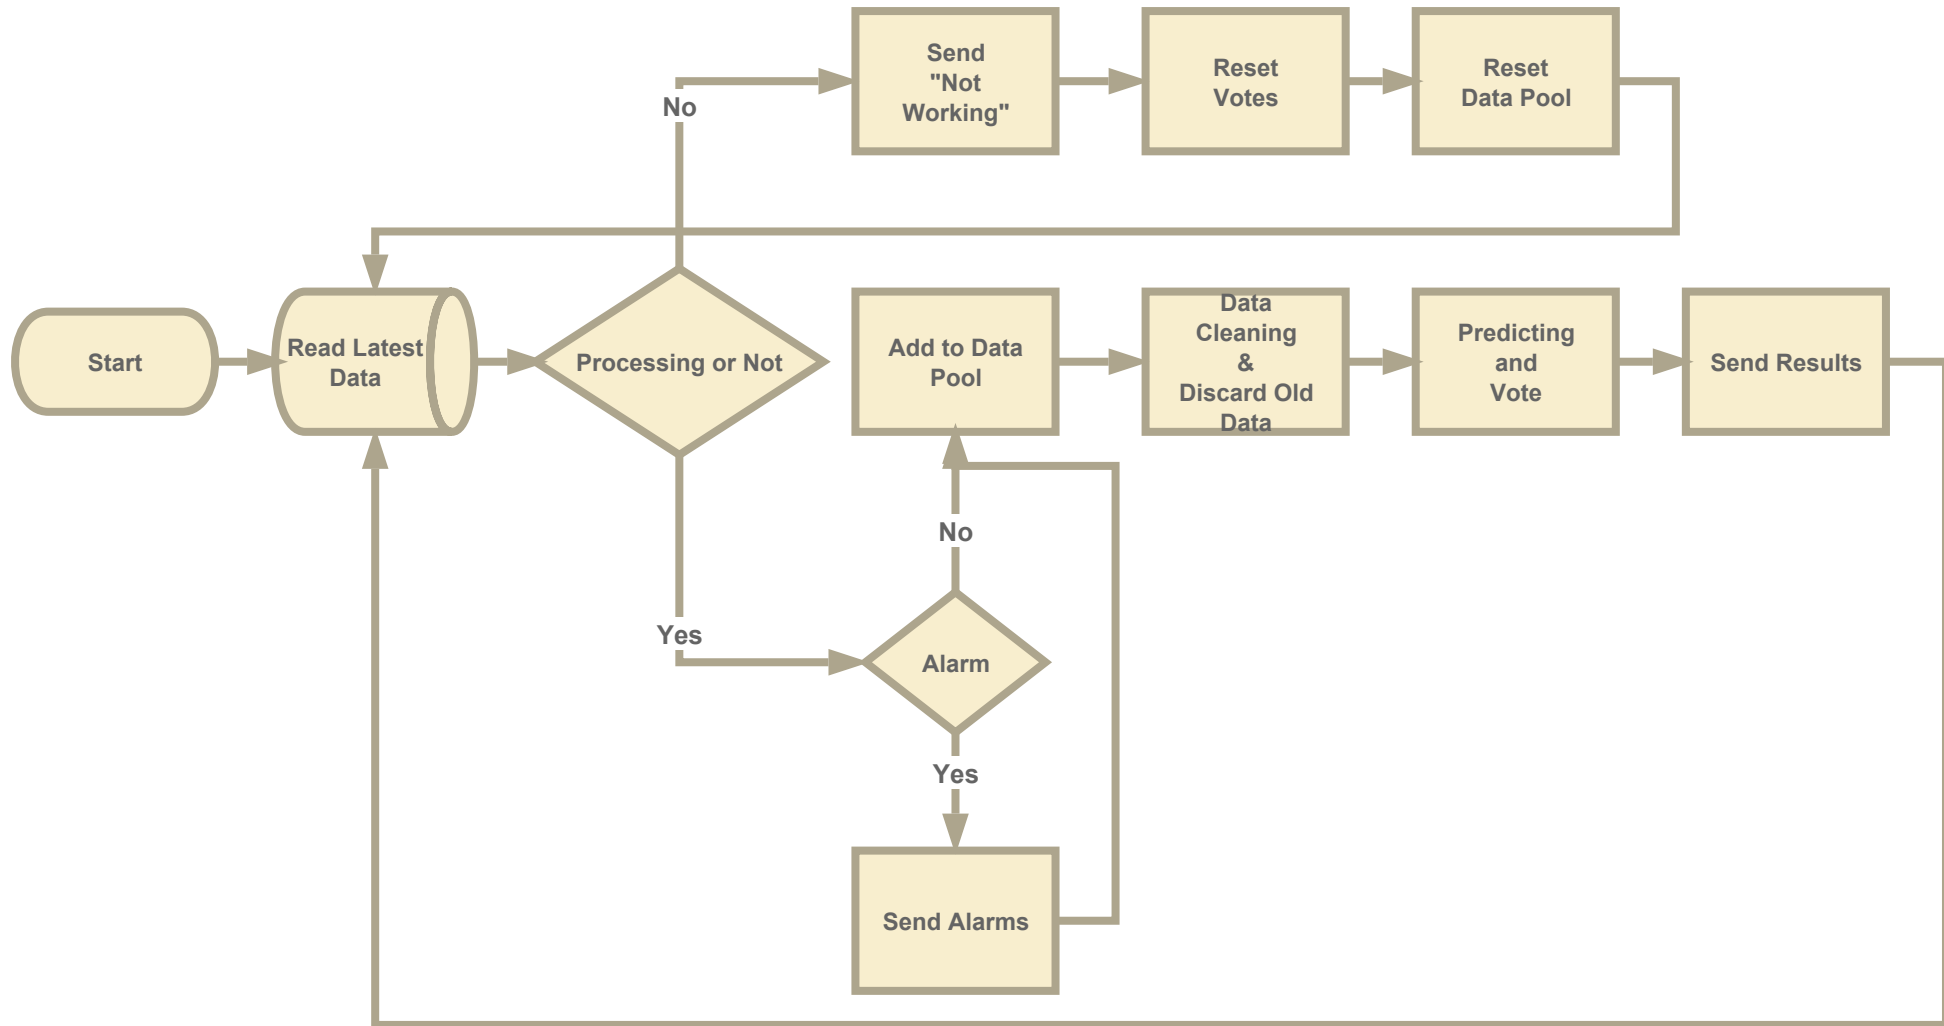 Send
"Not
Working"
Reset
Votes
Reset
Data Pool
No
Start
Read Latest
Data
Processing or Not
Add to Data
Pool
Data
Cleaning
&
Discard Old
Data
Predicting
and
Vote
Send Results
No
Yes
Alarm
Yes
Send Alarms